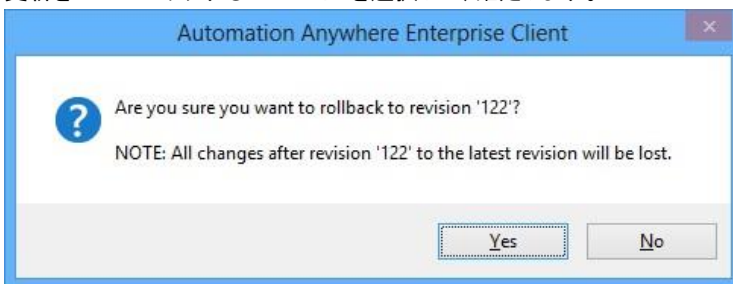 Automation Anywhere Enterprise Client
Are you sure you want to rollback to revision '122'?
NOTE: All changes after revision '122' to the latest revision will be lost.
Yes
No